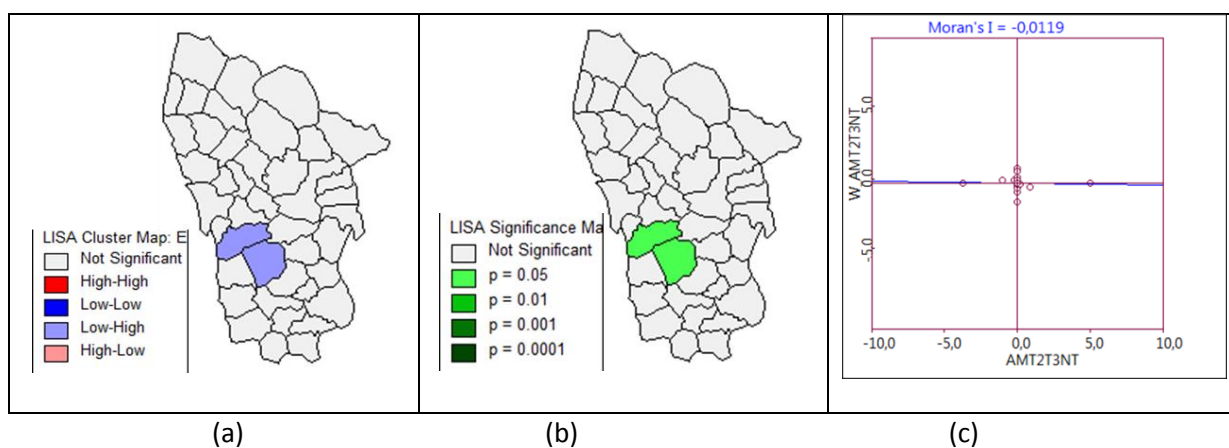 LISA Cluster Map: E
Not Significant
High-High
Low-Low
Low-High
High-Low
LISA Significance Ma
Not Significant
p = 0.05
p = 0.01
p = 0.001
p = 0.0001
Moran's I = -0,0119
W_AMT2T3NT
5,0
0,0
-5,0
-10,0
-5,0
0,0
5,0
10,0
AMT2T3NT
(a)
(b)
(c)